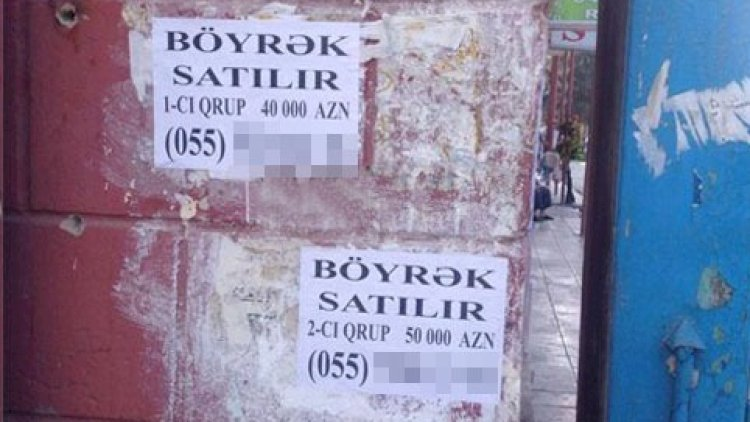 BÖYRƏK
SATILIR
1-CI QRUP 40 000 AZN
(055)
BÖYRƏK
SATILIR
2-CI QRUP 50 000 AZN
(055)